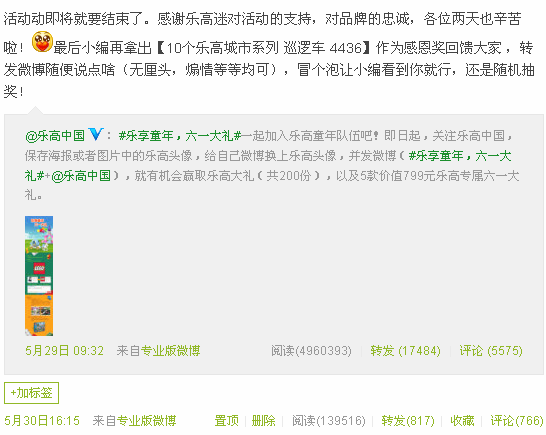 活动动即将就要结束了。感谢乐高迷对活动的支持，对品牌的忠诚，各位两天也辛苦
啦！最后小编再拿出【10个乐高城市系列 巡逻车 4436】作为感恩奖回馈大家 ，转
发微博随便说点啥（无厘头，煽情等等均可），冒个泡让小编看到你就行，还是随机抽
奖！
@乐高中国 ： #乐享童年，六一大礼#一起加入乐高童年队伍吧！即日起，关注乐高中国，
保存海报或者图片中的乐高头像，给自己微博换上乐高头像，并发微博（#乐享童年，六一大
礼#+@乐高中国），就有机会赢取乐高大礼（共200份），以及5款价值799元乐高专属六一大
礼。
LEGO
5月29日 09:32 来自专业版微博 阅读(4960393) 转发 (17484) 评论 (5575)
+加标签
5月30日16:15 来自专业版微博 置顶 删除 阅读(139516) 转发(817) 收藏 评论(766)